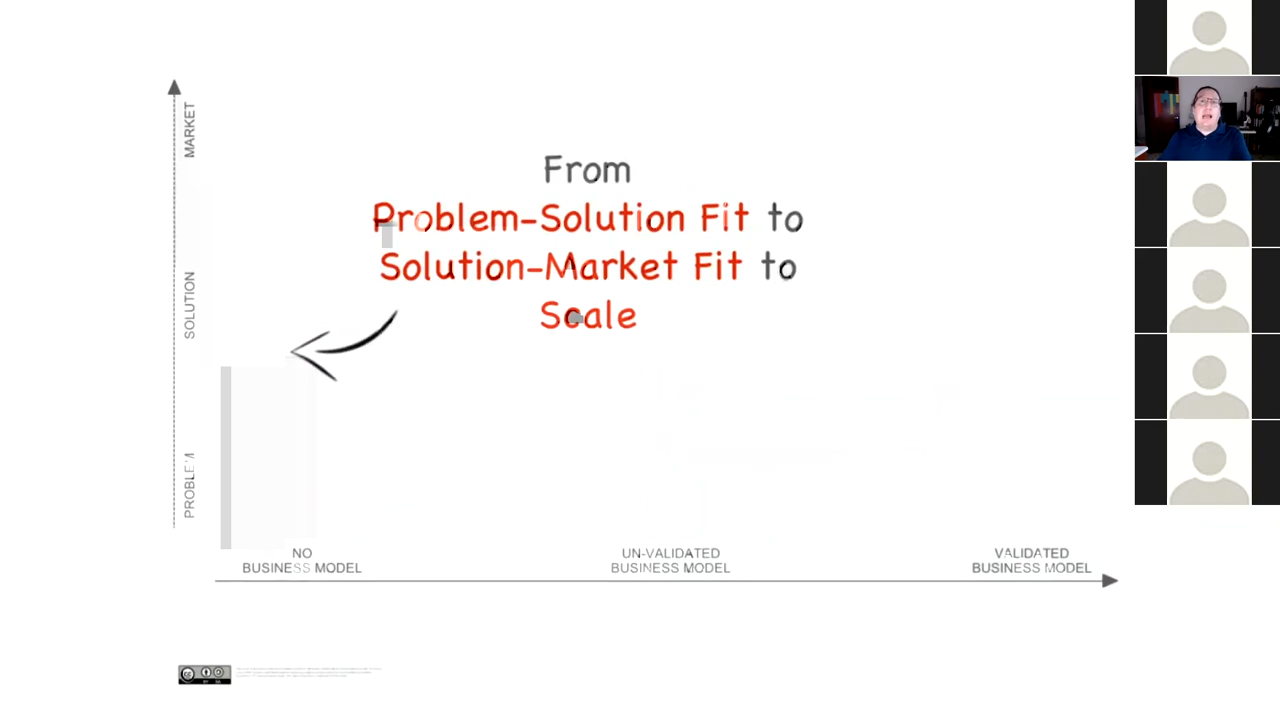 MARKET
SOLUTION
PROBLEM
From
Problem-Solution Fit to
Solution-Market Fit to
Scale
NO
BUSINESS MODEL
UN-VALIDATED
BUSINESS MODEL
VALIDATED
BUSINESS MODEL